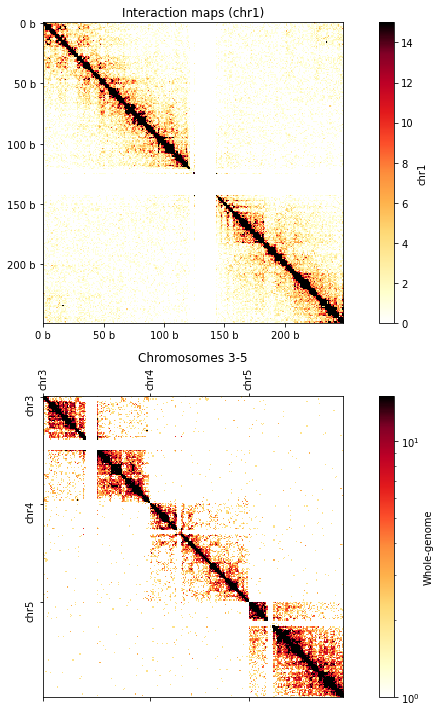 Interaction maps (chr1)
0 b
50 b
100 b
150 b
200 b
0 b
50 b
100 b
150 b
200 b
14
12
10
8
6
4
2
0
chr1
Chromosomes 3-5
chr3
chr4
chr5
chr3
chr4
chr5
10¹
10⁰
Whole-genome